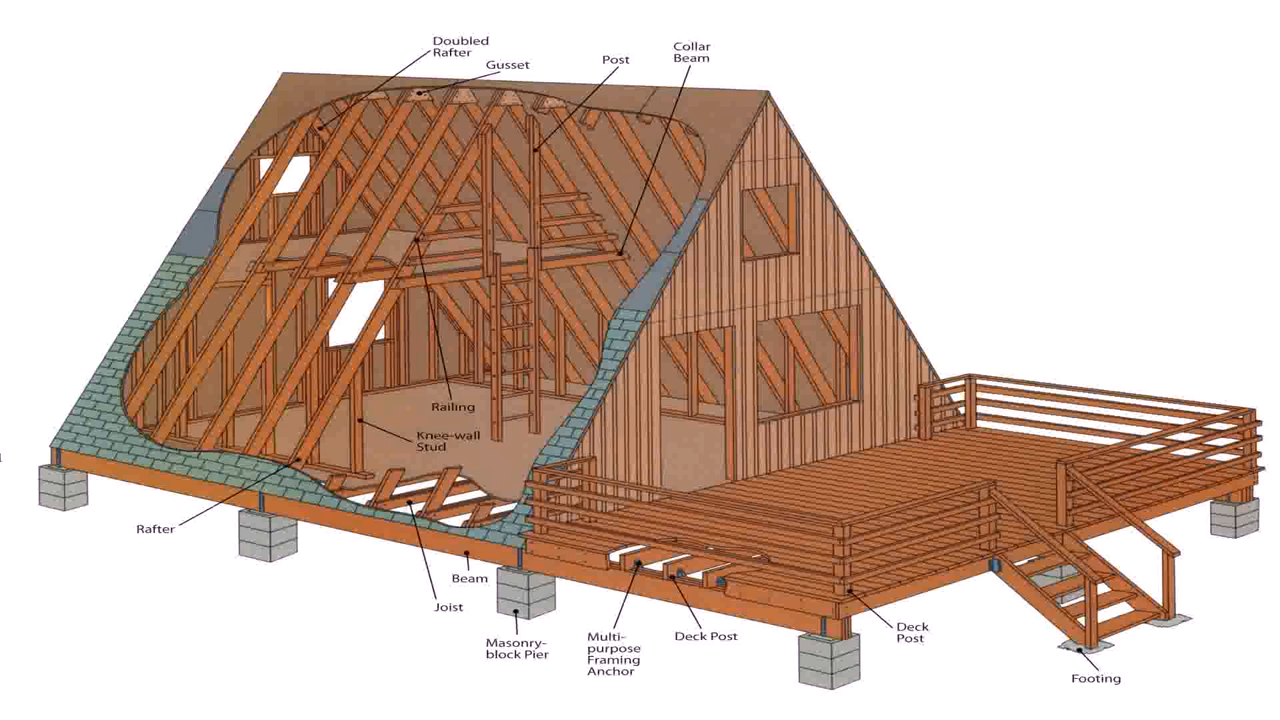 Doubled
Rafter
Gusset
Post
Collar
Beam
Railing
Knee-wall
Stud
Rafter
Beam
Joist
Masonry-
block Pier
Multi-
purpose
Framing
Anchor
Deck Post
Deck
Post
Footing